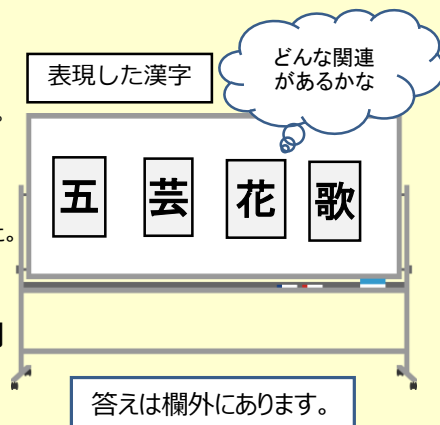 表現した漢字
どんな関連
があるかな
五 芸 花 歌
答えは欄外にあります。